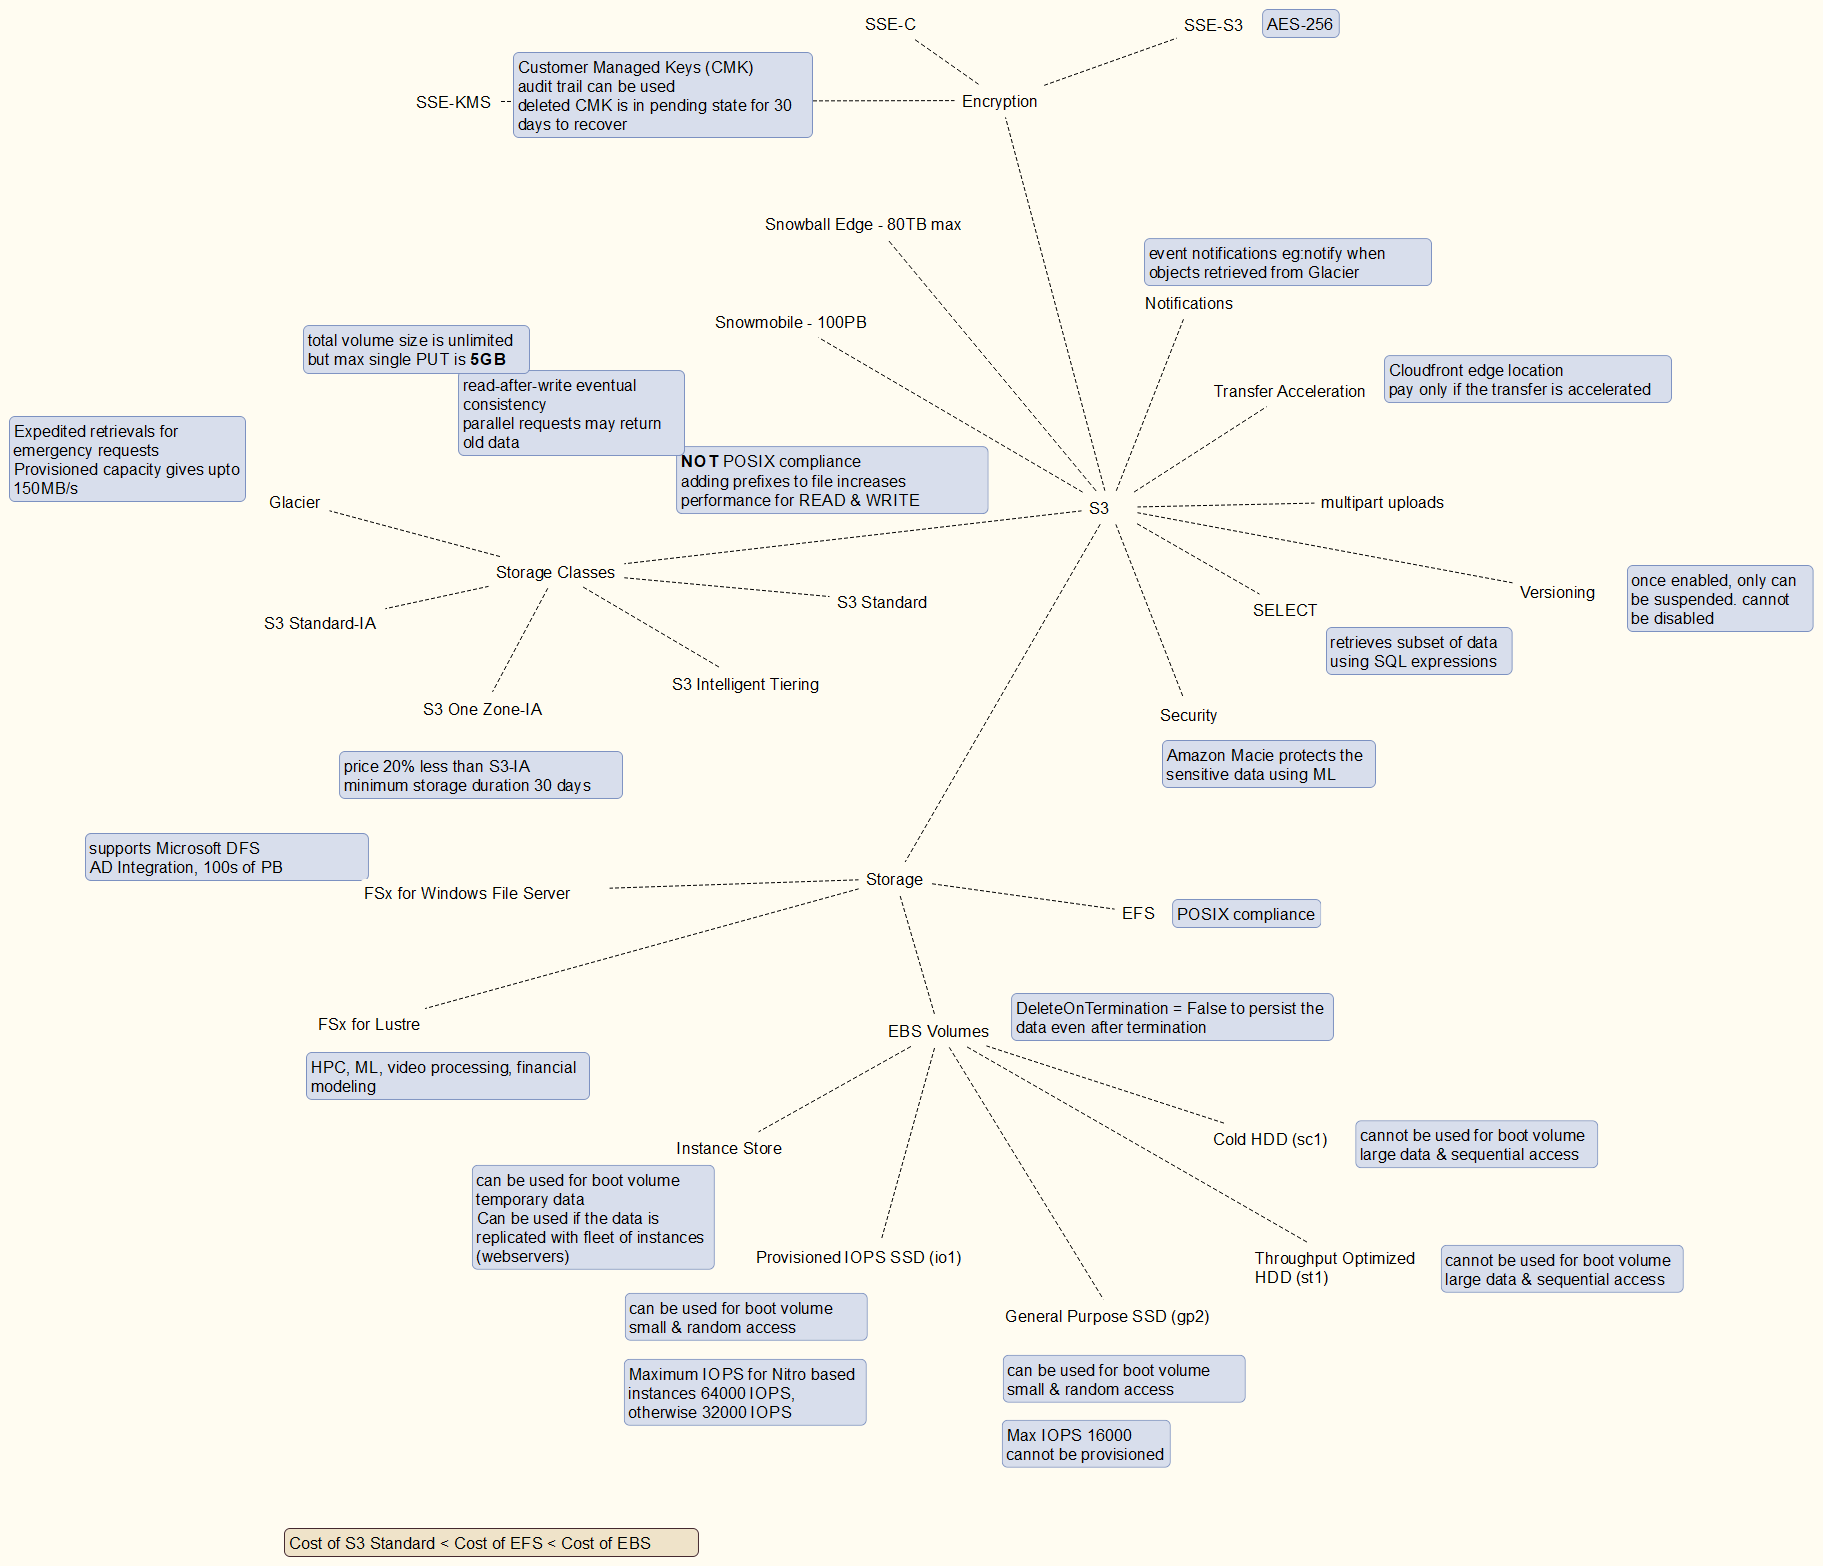 SSE-C
SSE-S3
AES-256
Customer Managed Keys (CMK)
audit trail can be used
deleted CMK is in pending state for 30
days to recover
SSE-KMS
Encryption
Snowball Edge - 80TB max
event notifications eg:notify when
objects retrieved from Glacier
Notifications
Snowmobile - 100PB
total volume size is unlimited
but max single PUT is 5GB
read-after-write eventual
consistency
parallel requests may return
old data
Cloudfront edge location
pay only if the transfer is accelerated
Transfer Acceleration
Expedited retrievals for
emergency requests
Provisioned capacity gives upto
150MB/s
NOT POSIX compliance
adding prefixes to file increases
performance for READ & WRITE
Glacier
S3
multipart uploads
Storage Classes
S3 Standard
Versioning
once enabled, only can
be suspended. cannot
be disabled
SELECT
retrieves subset of data
using SQL expressions
S3 Standard-IA
S3 Intelligent Tiering
S3 One Zone-IA
Security
Amazon Macie protects the
sensitive data using ML
price 20% less than S3-IA
minimum storage duration 30 days
supports Microsoft DFS
AD Integration, 100s of PB
FSx for Windows File Server
Storage
EFS
POSIX compliance
FSx for Lustre
HPC, ML, video processing, financial
modeling
EBS Volumes
DeleteOnTermination = False to persist the
data even after termination
Instance Store
can be used for boot volume
temporary data
Can be used if the data is
replicated with fleet of instances
(webservers)
Cold HDD (sc1)
cannot be used for boot volume
large data & sequential access
Provisioned IOPS SSD (io1)
can be used for boot volume
small & random access
Maximum IOPS for Nitro based
instances 64000 IOPS,
otherwise 32000 IOPS
Throughput Optimized
HDD (st1)
cannot be used for boot volume
large data & sequential access
General Purpose SSD (gp2)
can be used for boot volume
small & random access
Max IOPS 16000
cannot be provisioned
Cost of S3 Standard < Cost of EFS < Cost of EBS